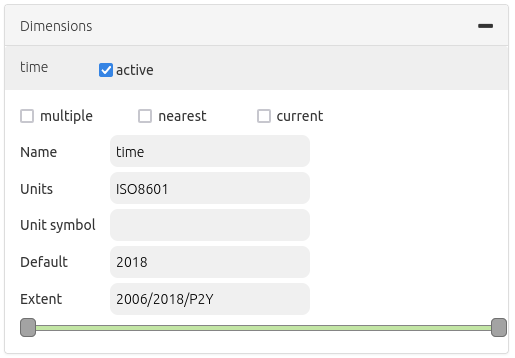 Dimensions
time active
multiple nearest current
Name time
Units ISO8601
Unit symbol
Default 2018
Extent 2006/2018/P2Y